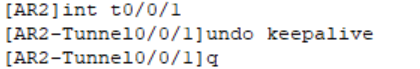 [AR2]int t0/0/1
[AR2-Tunnel0/0/1]undo keepalive
[AR2-Tunnel0/0/1]q